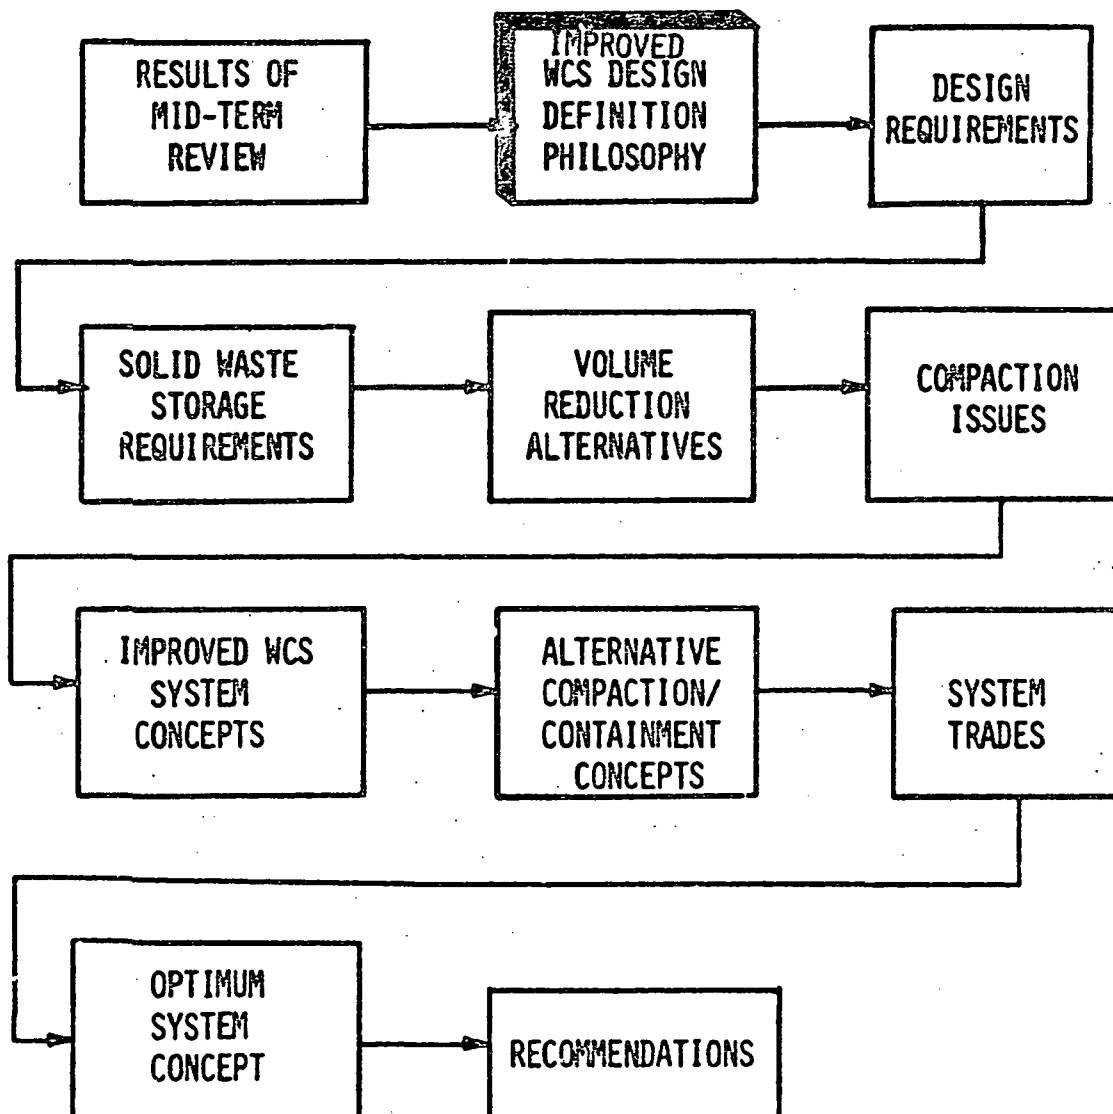 RESULTS OF
MID-TERM
REVIEW
IMPROVED
WCS DESIGN
DEFINITION
PHILOSOPHY
DESIGN
REQUIREMENTS
SOLID WASTE
STORAGE
REQUIREMENTS
VOLUME
REDUCTION
ALTERNATIVES
COMPACTION
ISSUES
IMPROVED WCS
SYSTEM
CONCEPTS
ALTERNATIVE
COMPACTION/
CONTAINMENT
CONCEPTS
SYSTEM
TRADES
OPTIMUM
SYSTEM
CONCEPT
RECOMMENDATIONS